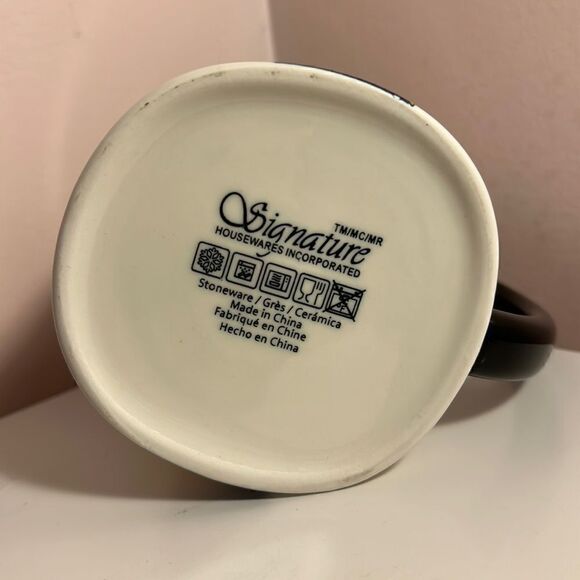 Signature
TM/MC/MR
HOUSEWARES INCORPORATED
Stoneware / Grès / Cerámica
Made in China
Fabriqué en Chine
Hecho en China